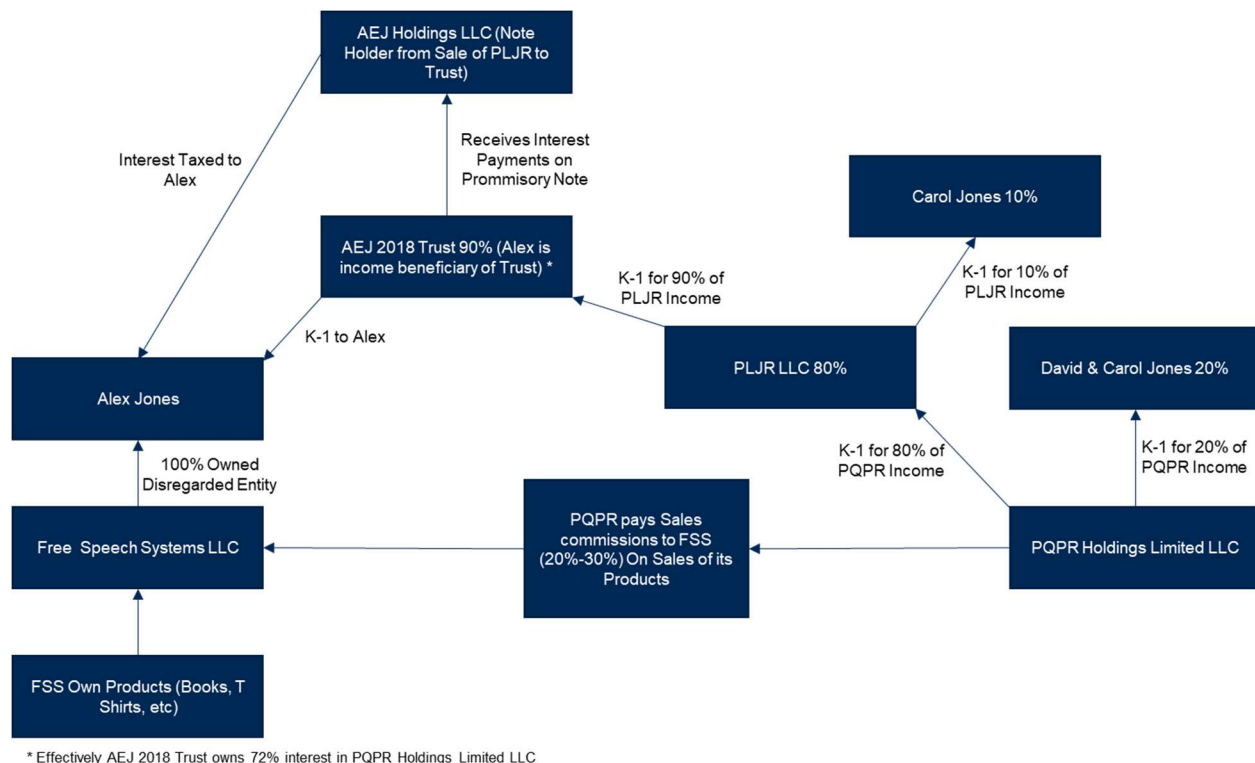 AEJ Holdings LLC (Note
Holder from Sale of PLJR to
Trust)
Interest Taxed to
Alex
Receives Interest
Payments on
Prommisory Note
Carol Jones 10%
AEJ 2018 Trust 90% (Alex is
income beneficiary of Trust) *
K-1 for 90% of
PLJR Income
K-1 for 10% of
PLJR Income
K-1 to Alex
Alex Jones
PLJR LLC 80%
David & Carol Jones 20%
100% Owned
Disregarded Entity
K-1 for 80% of
PQPR Income
K-1 for 20% of
PQPR Income
Free Speech Systems LLC
PQPR pays Sales
commissions to FSS
(20%-30%) On Sales of its
Products
PQPR Holdings Limited LLC
FSS Own Products (Books, T
Shirts, etc)
* Effectively AEJ 2018 Trust owns 72% interest in PQPR Holdings Limited LLC